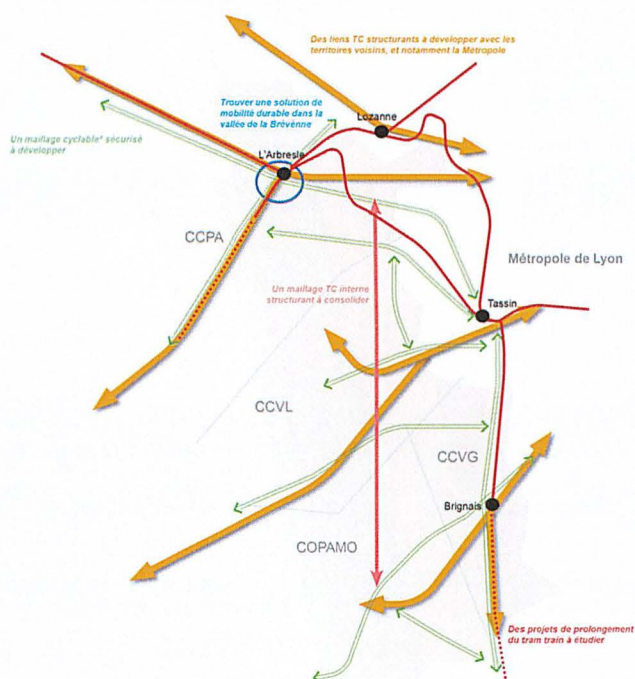 Des liens TC structurants à développer avec les
territoires voisins, et notamment la Métropole
Trouver une solution de
mobilité durable dans la
vallée de la Brévenne
Lozanne
Un maillage cyclable* sécurisé
à développer
L'Arbresle
CCPA
Métropole de Lyon
Un maillage TC interne
structurant à consolider
Tassin
CCVL
CCVG
Brignais
COPAMO
Des projets de prolongement
du tram train à étudier